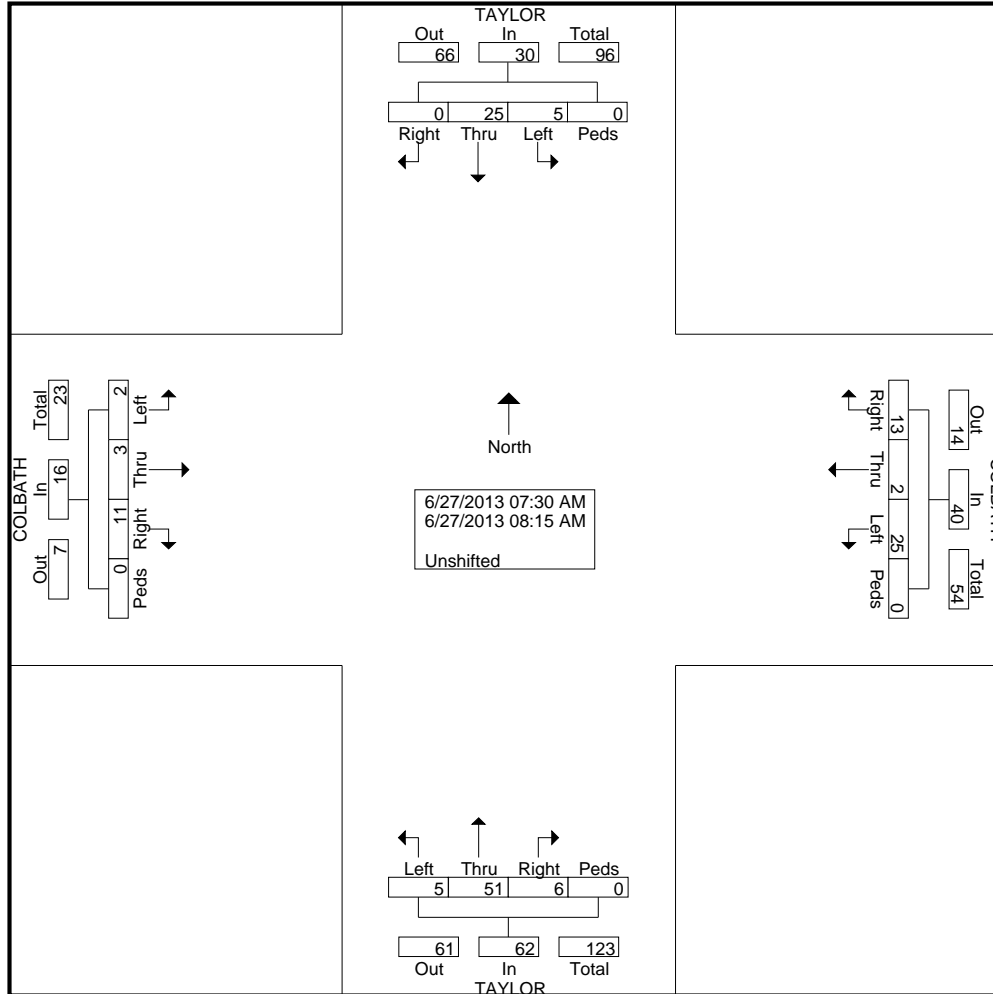 TAYLOR
Out In Total
66 30 96
0 25 5 0
Right Thru Left Peds
COLBATH
Total In Out
23 16 7
2 3 11 0
Left Thru Right Peds
North
6/27/2013 07:30 AM
6/27/2013 08:15 AM
Unshifted
Right Thru Left Peds
13 2 25 0
Out In Total
14 40 54
Left Thru Right Peds
5 51 6 0
61 62 123
Out In Total
TAYLOR